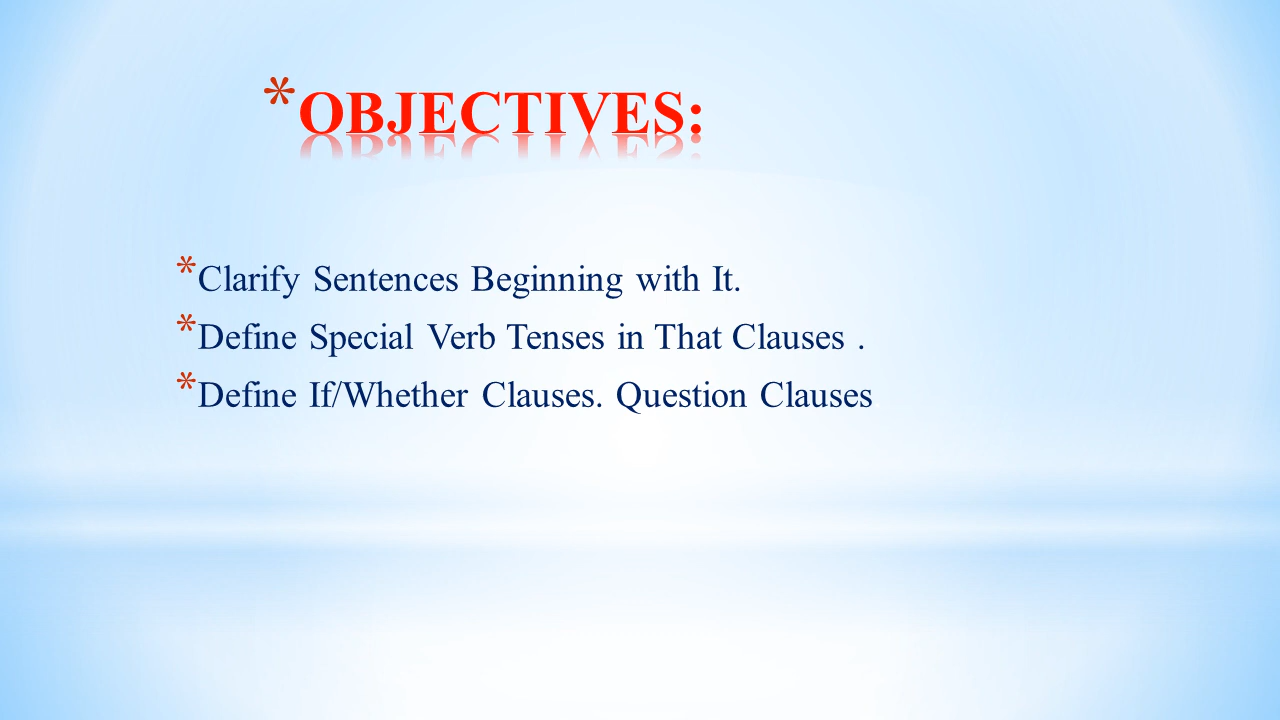 *OBJECTIVES:
*Clarify Sentences Beginning with It.
*Define Special Verb Tenses in That Clauses .
*Define If/Whether Clauses. Question Clauses